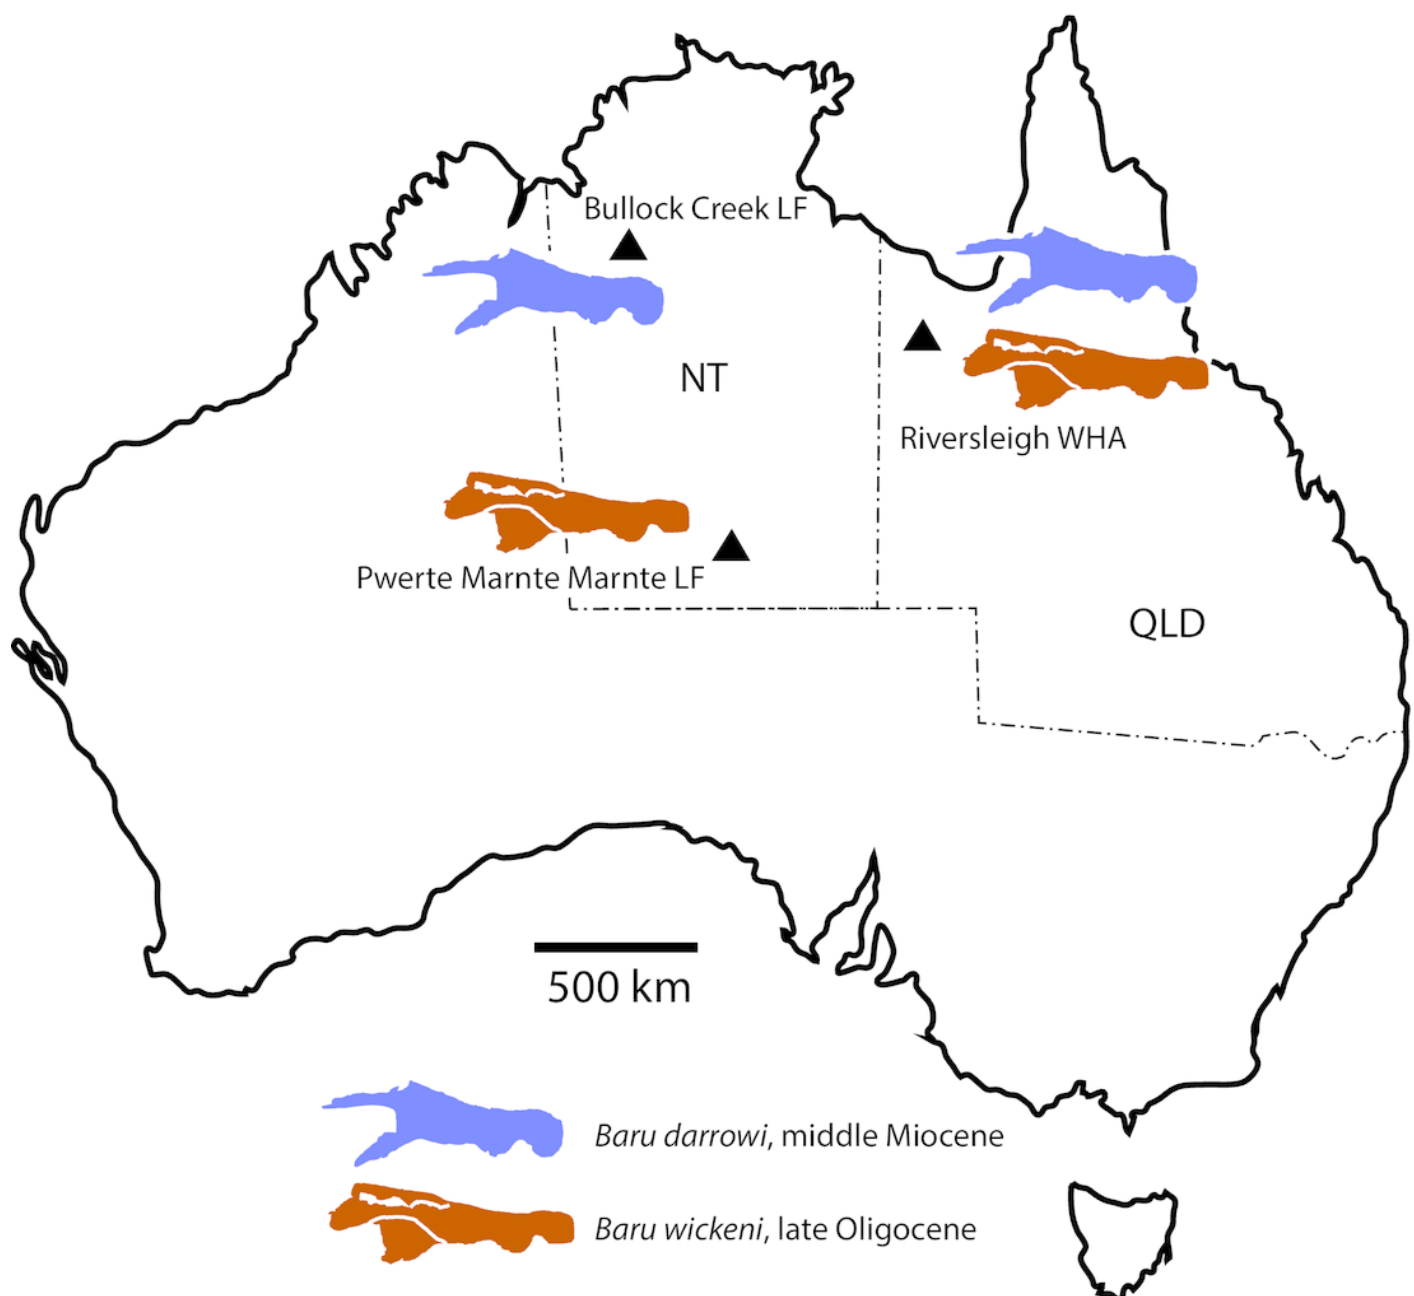 Bullock Creek LF
NT
Riversleigh WHA
Pwerte Marnte Marnte LF
QLD
500 km
Baru darrowi, middle Miocene
Baru wickeni, late Oligocene